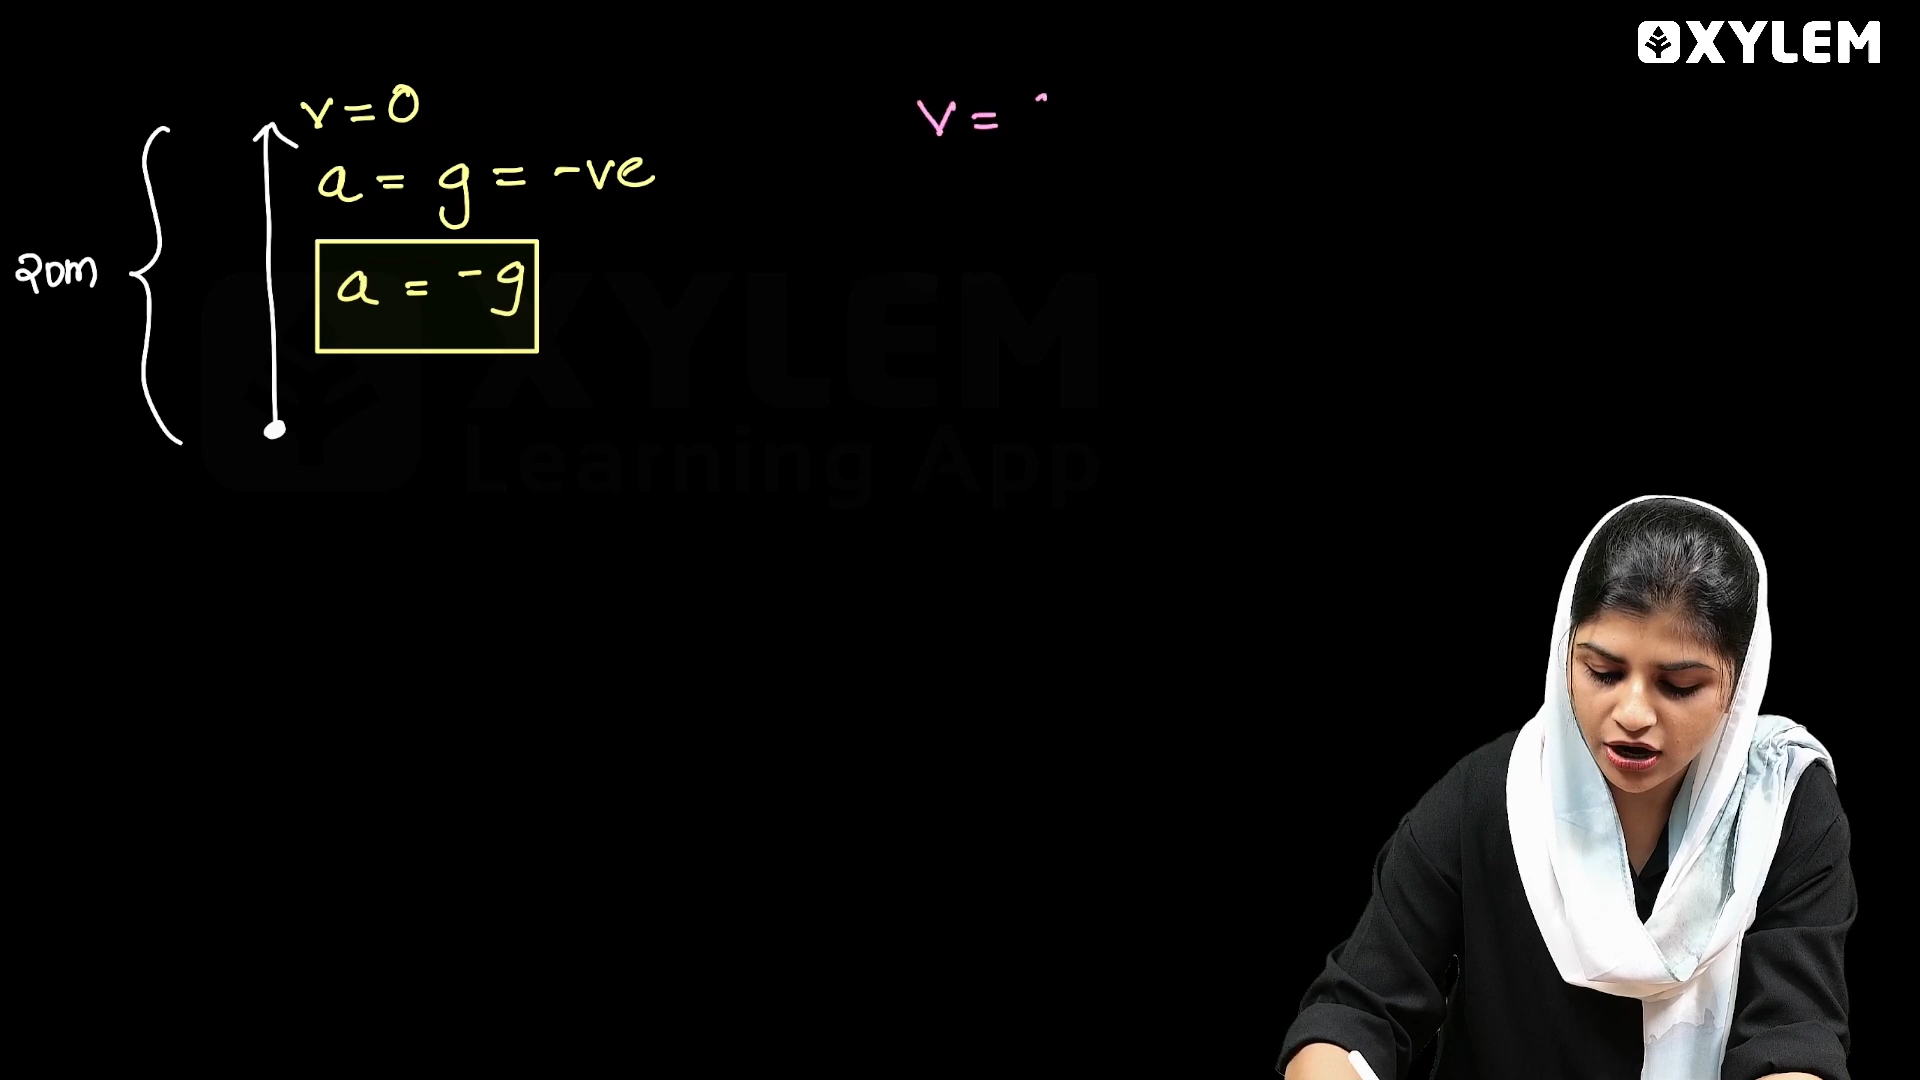 XYLEM
v = 0
a = g = -ve
20m
a = -g
v =
XYLEM
Learning App